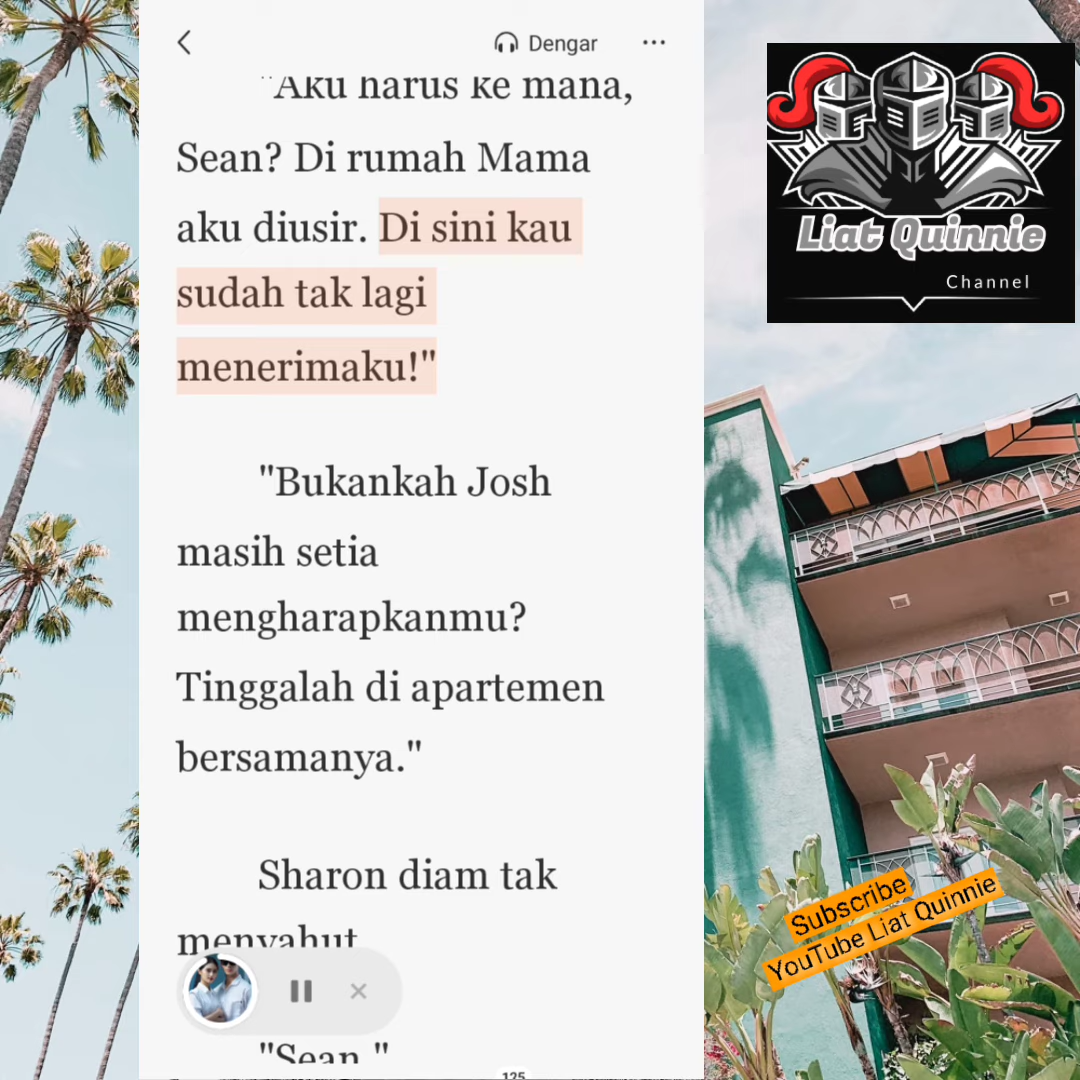 Dengar
"Aku harus ke mana,
Sean? Di rumah Mama
aku diusir. Di sini kau
sudah tak lagi
menerimaku!"
"Bukankah Josh
masih setia
mengharapkanmu?
Tinggalah di apartemen
bersamanya."
Sharon diam tak
menyahut
"Sean."
125
Liat Quinnie
Channel
Subscribe
YouTube Liat Quinnie